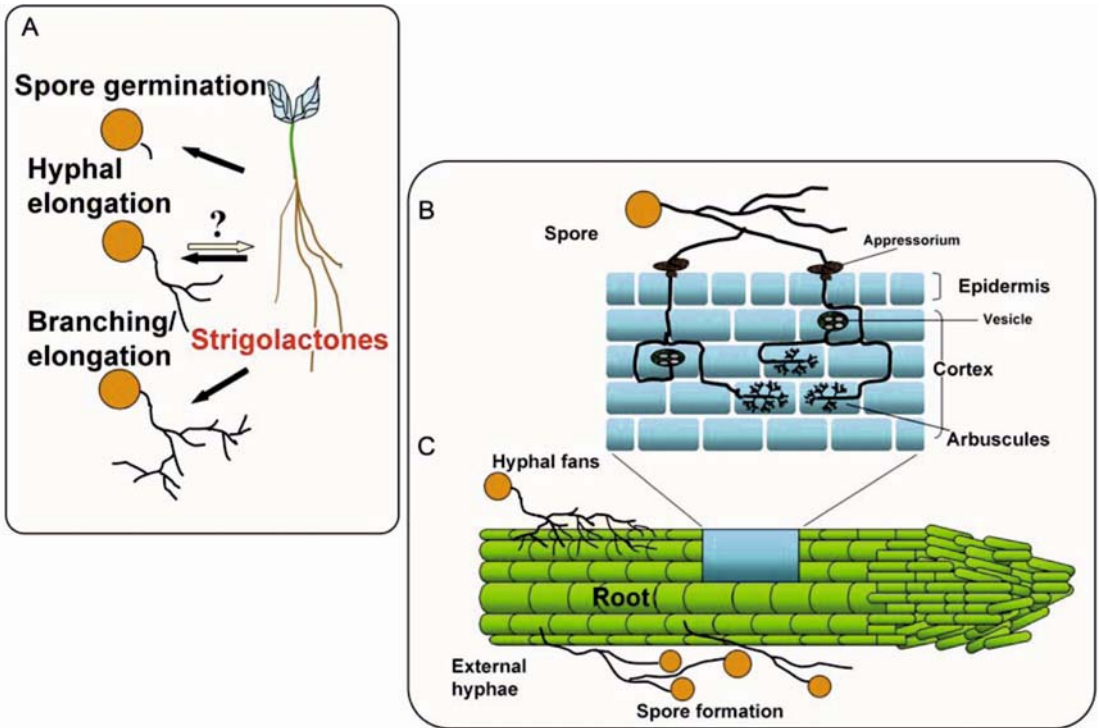 A
Spore germination
Hyphal
elongation
?
Branching/
elongation
Strigolactones
B
Spore
Appressorium
Epidermis
Vesicle
Cortex
Arbuscules
C
Hyphal fans
Root
External
hyphae
Spore formation